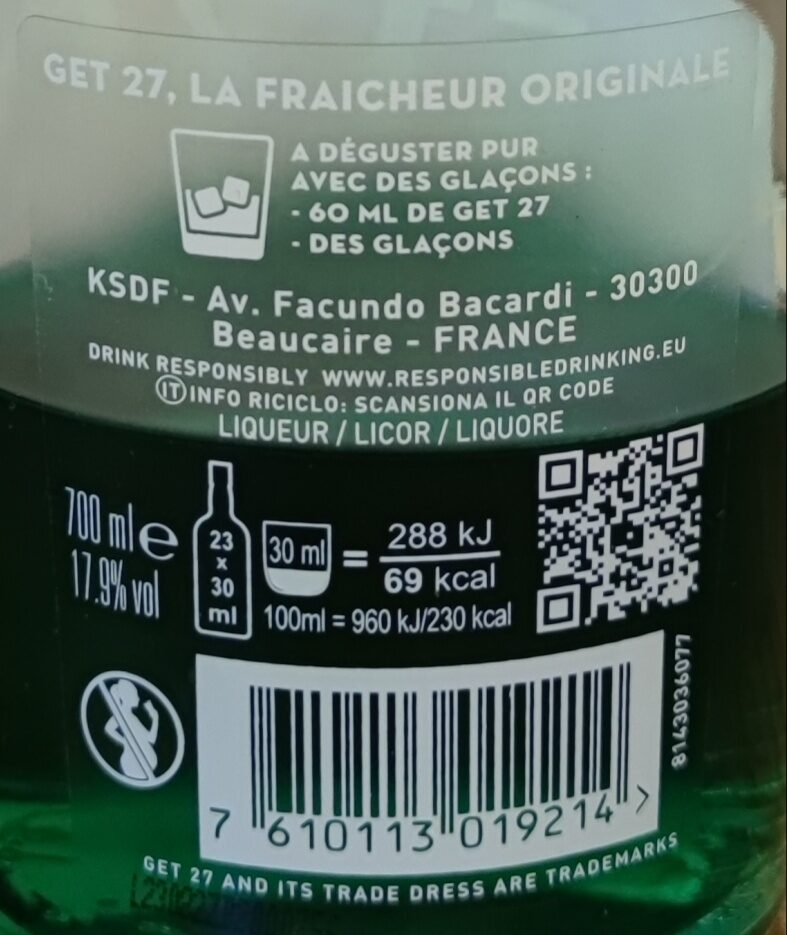 GET 27, LA FRAICHEUR ORIGINALE
A DÉGUSTER PUR
AVEC DES GLAÇONS :
- 60 ML DE GET 27
- DES GLAÇONS
KSDF - Av. Facundo Bacardi - 30300
Beaucaire - FRANCE
DRINK RESPONSIBLY WWW.RESPONSIBLEDRINKING.EU
IT INFO RICICLO: SCANSIONA IL QR CODE
LIQUEUR / LICOR / LIQUORE
700 ml e
17.9% vol
23
x
30
ml
30 ml = 288 kJ
69 kcal
100ml = 960 kJ/230 kcal
8143036077
7 610113 019214 >
GET 27 AND ITS TRADE DRESS ARE TRADEMARKS